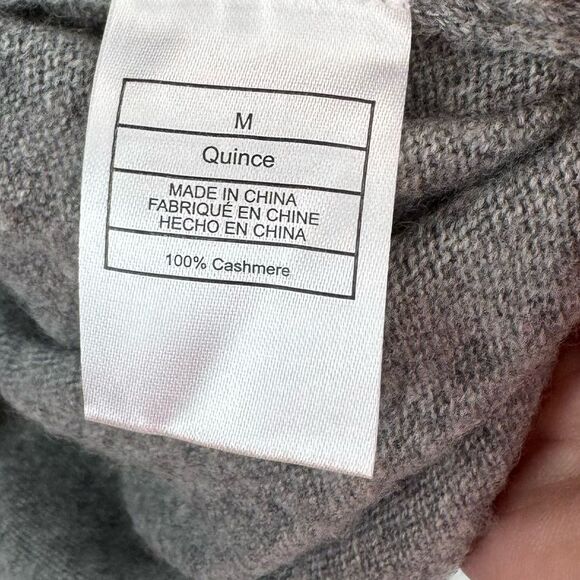 M
Quince
MADE IN CHINA
FABRIQUÉ EN CHINE
HECHO EN CHINA
100% Cashmere